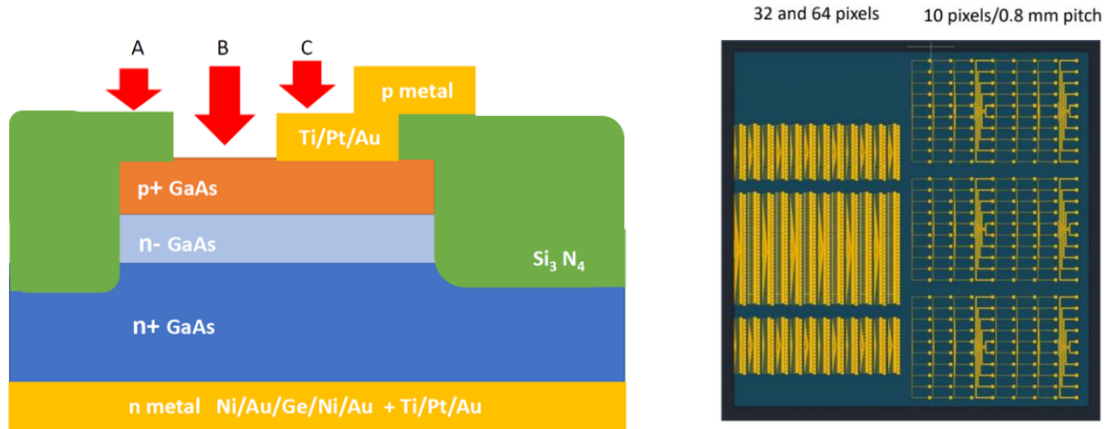 A B C
p metal
Ti/Pt/Au
p+ GaAs
n- GaAs
Si₃ N₄
n+ GaAs
n metal Ni/Au/Ge/Ni/Au + Ti/Pt/Au
32 and 64 pixels
10 pixels/0.8 mm pitch